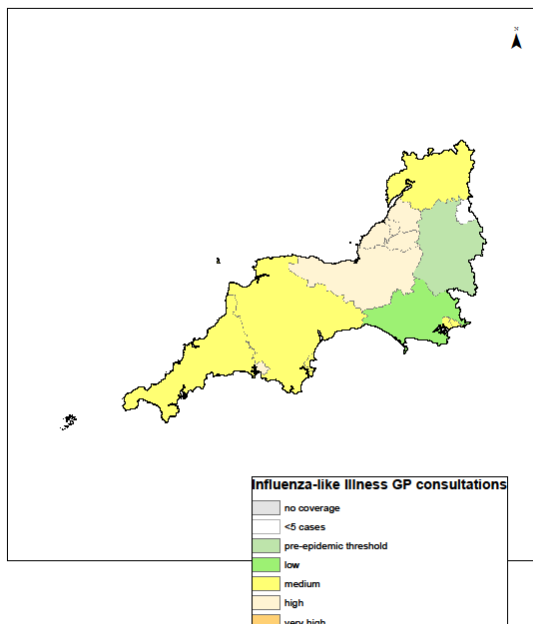 N
Influenza-like Illness GP consultations
no coverage
<5 cases
pre-epidemic threshold
low
medium
high
very high